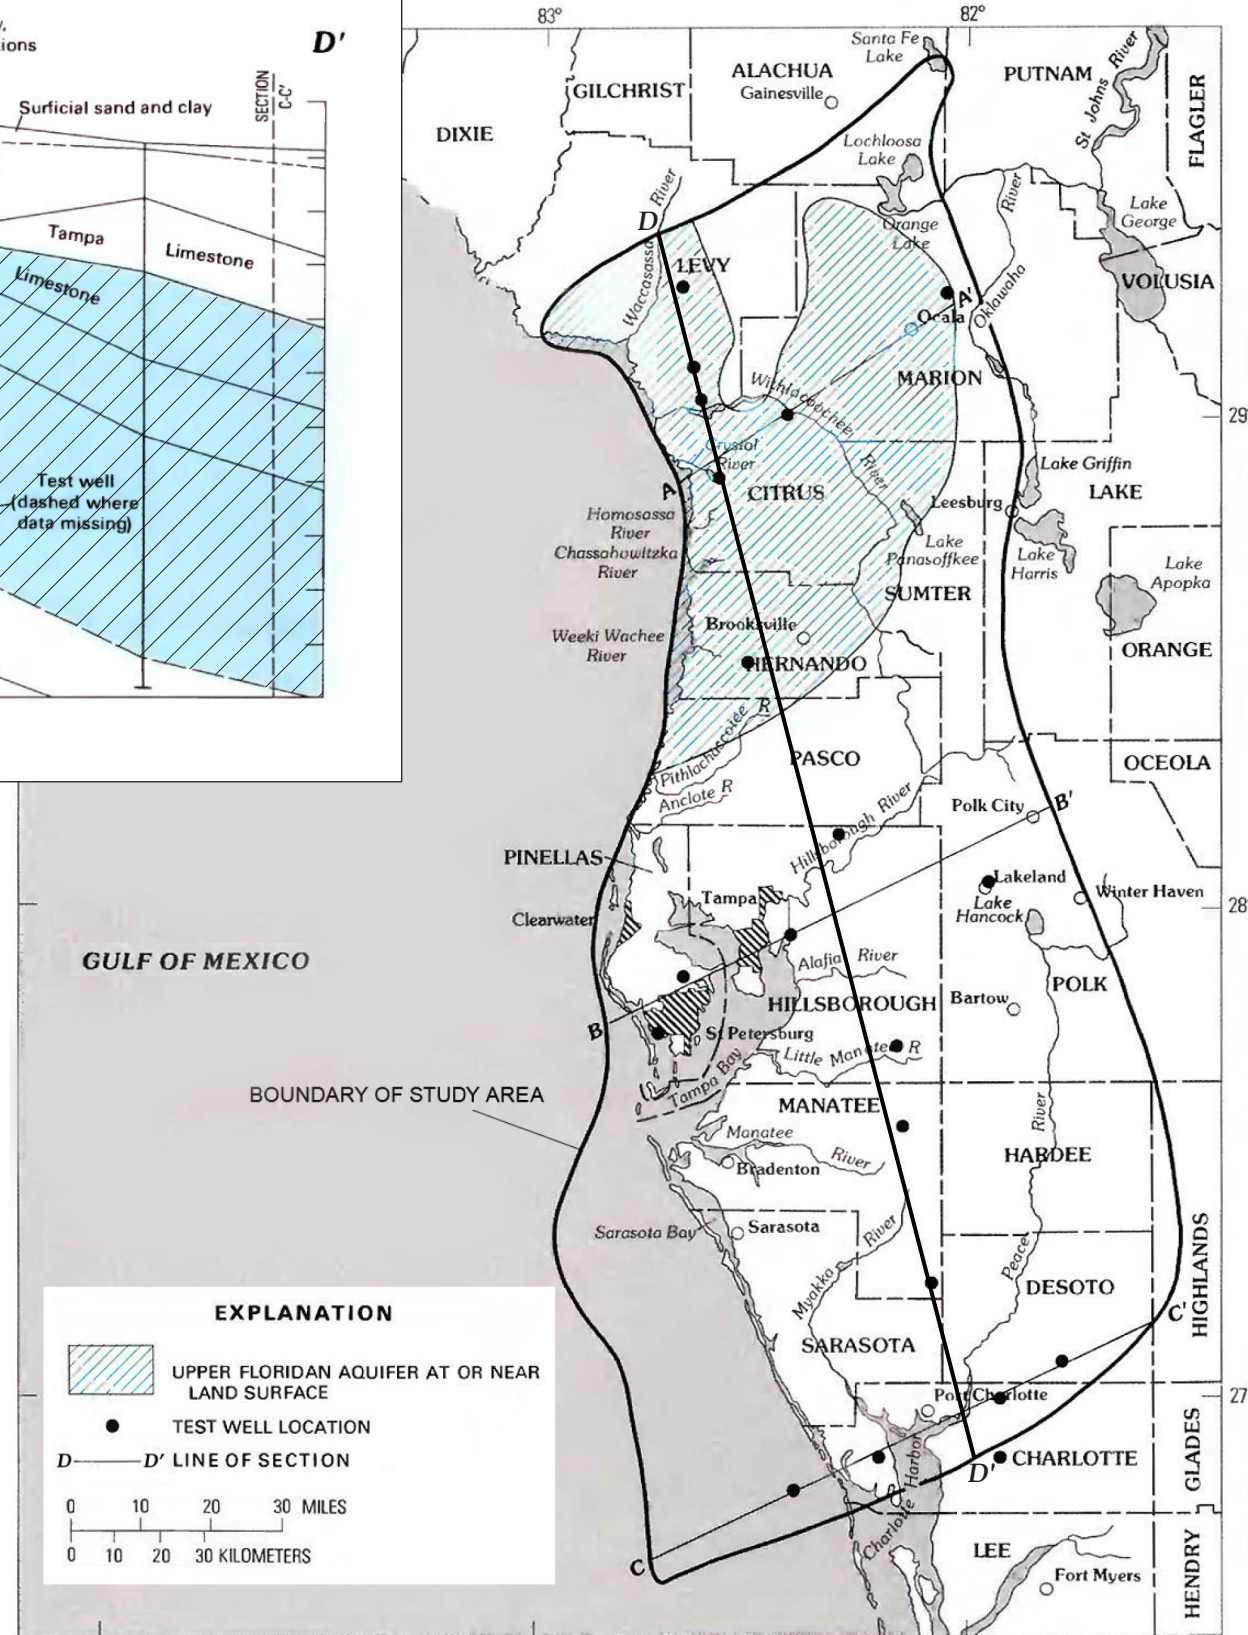 ions
D'
SECTION
C-C'
Surficial sand and clay
Tampa
Limestone
Limestone
Test well
(dashed where
data missing)
83°
82°
Santa Fe
Lake
ALACHUA
Gainesville
PUTNAM
St Johns River
FLAGLER
GILCHRIST
DIXIE
Lochloosa
Lake
River
Lake
George
D
Orange
Lake
LEVY
Waccasassa River
VOLUSIA
A'
Ocala
Oklawaha
MARION
Withlacoochee
River
29°
Crystal
River
A
CITRUS
Lake Griffin
LAKE
Leesburg
Homosassa
River
Chassahowitzka
River
Lake
Panasoffkee
Lake
Harris
Lake
Apopka
SUMTER
Brooksville
Weeki Wachee
River
HERNANDO
ORANGE
Pithlachascotee R
PASCO
OCEOLA
Anclote R
Polk City
B'
Hillsborough River
PINELLAS
Lakeland
Tampa
Winter Haven
Lake
Hancock
28°
Clearwater
GULF OF MEXICO
Alafia River
POLK
HILLSBOROUGH
Bartow
B
St Petersburg
Little Manatee R
Tampa Bay
BOUNDARY OF STUDY AREA
MANATEE
Manatee
River
River
HARDEE
Bradenton
Sarasota Bay
Sarasota
Myakka River
Peace
HIGHLANDS
DESOTO
C'
SARASOTA
27°
Port Charlotte
D'
CHARLOTTE
GLADES
Charlotte Harbor
C
LEE
Fort Myers
HENDRY
EXPLANATION
UPPER FLORIDAN AQUIFER AT OR NEAR
LAND SURFACE
TEST WELL LOCATION
D D' LINE OF SECTION
0 10 20 30 MILES
0 10 20 30 KILOMETERS